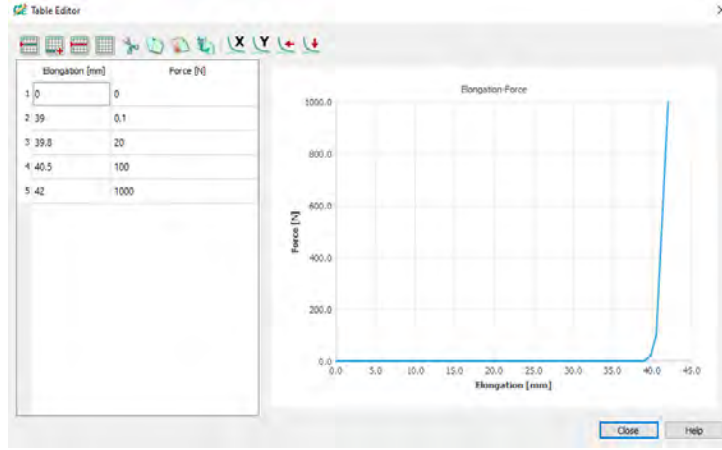 Table Editor
X Y
Elongation [mm] Force [N]
1 0 0
2 39 0.1
3 39.8 20
4 40.5 100
5 42 1000
Elongation-Force
1000.0
800.0
600.0
400.0
200.0
0.0
Force [N]
0.0 5.0 10.0 15.0 20.0 25.0 30.0 35.0 40.0 45.0
Elongation [mm]
Close Help